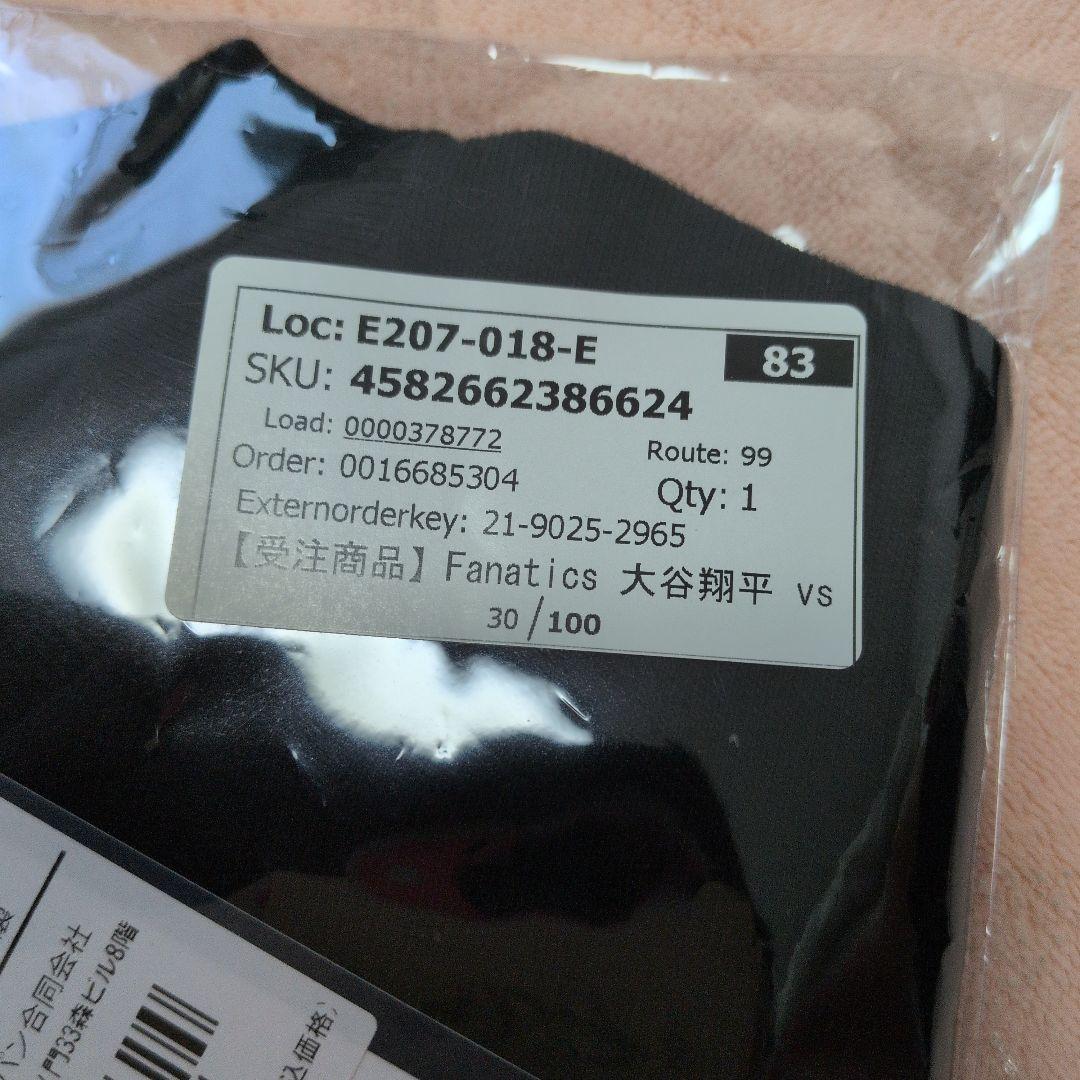 Loc: E207-018-E
83
SKU: 4582662386624
Load: 0000378772
Route: 99
Order: 0016685304
Qty: 1
Externorderkey: 21-9025-2965
【受注商品】Fanatics 大谷翔平 vs
30/100
製
パン合同会社
門33森ビル8階
込価格)